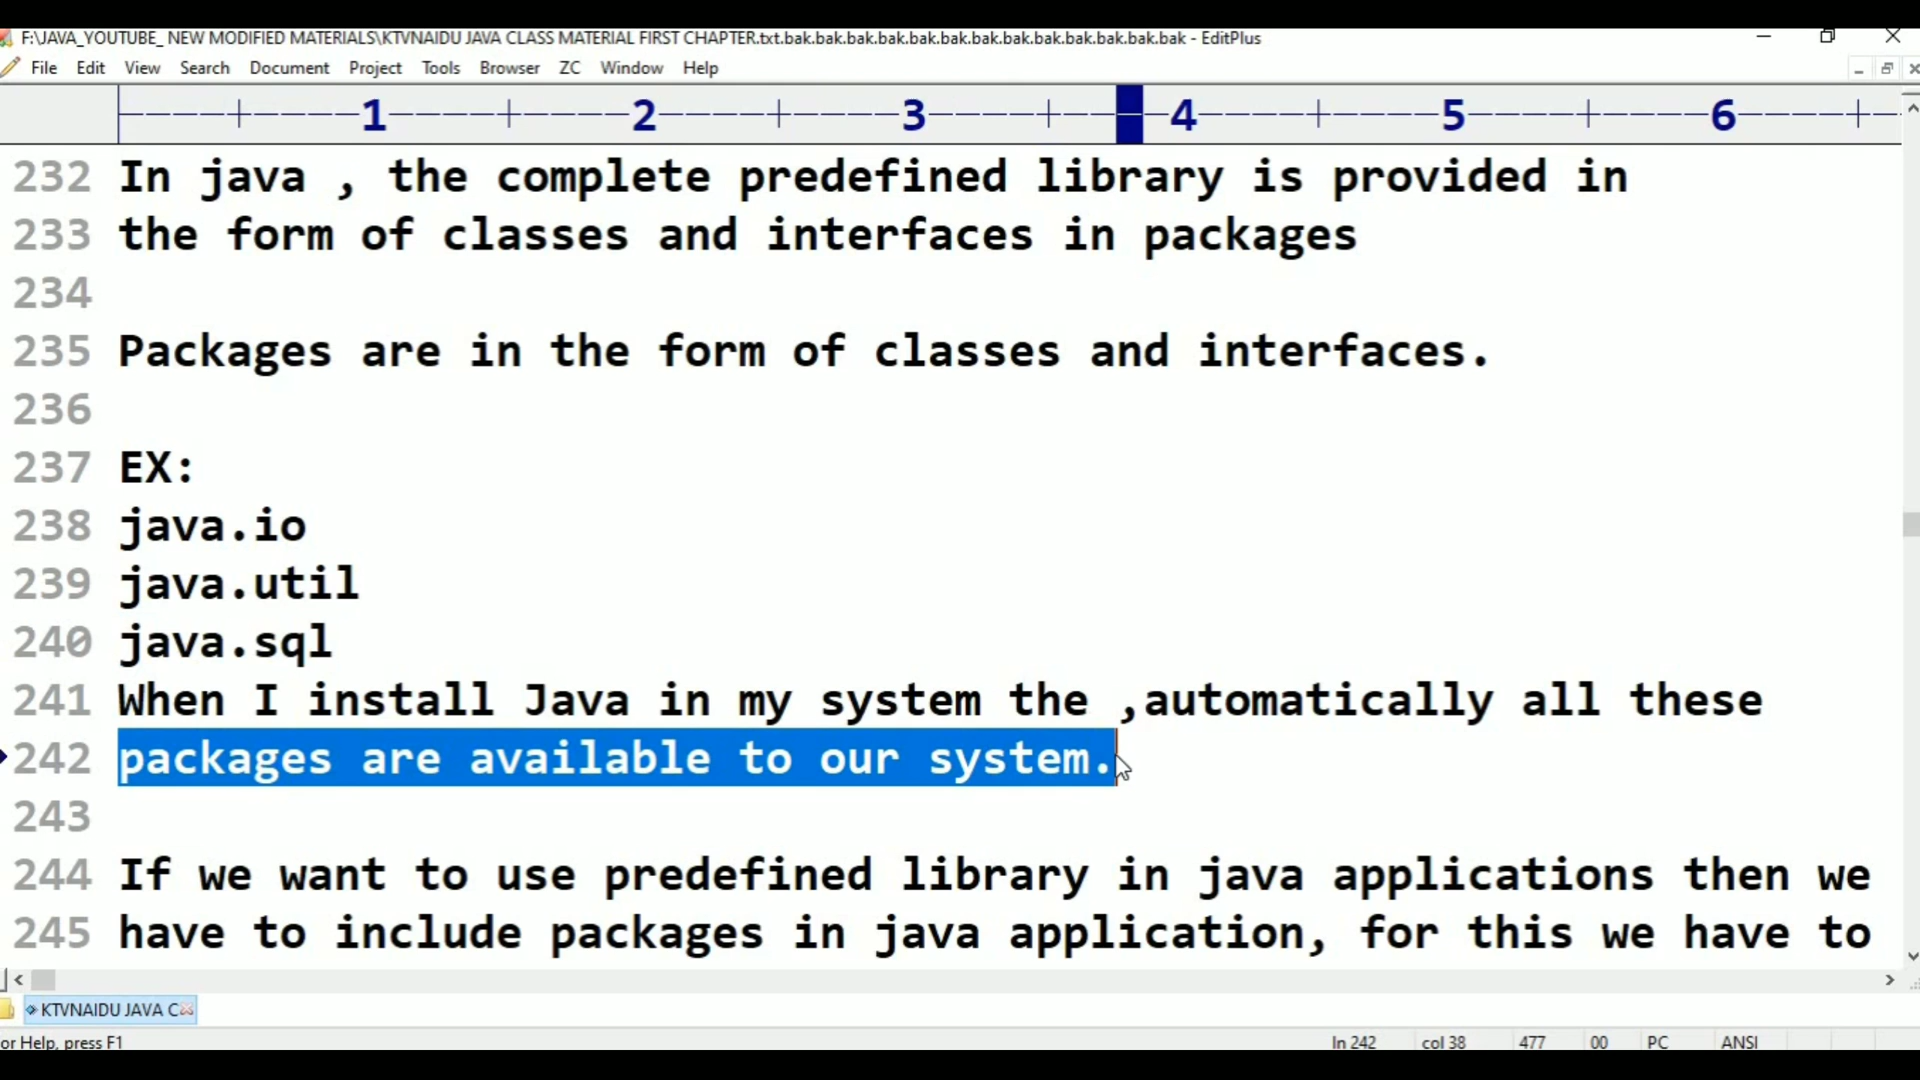 F:\JAVA_YOUTUBE_ NEW MODIFIED MATERIALS\KTVNAIDU JAVA CLASS MATERIAL FIRST CHAPTER.txt.bak.bak.bak.bak.bak.bak.bak.bak.bak.bak.bak.bak.bak - EditPlus
File Edit View Search Document Project Tools Browser ZC Window Help
1 2 3 4 5 6
232 In java , the complete predefined library is provided in
233 the form of classes and interfaces in packages
234
235 Packages are in the form of classes and interfaces.
236
237 EX:
238 java.io
239 java.util
240 java.sql
241 When I install Java in my system the ,automatically all these
242 packages are available to our system.
243
244 If we want to use predefined library in java applications then we
245 have to include packages in java application, for this we have to
KTVNAIDU JAVA C
or Help, press F1 ln 242 col 38 477 00 PC ANSI